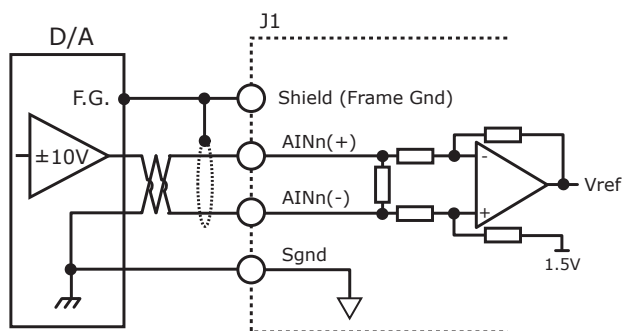 J1
D/A
F.G.
Shield (Frame Gnd)
±10V
AINn(+)
-
Vref
AINn(-)
+
Sgnd
1.5V